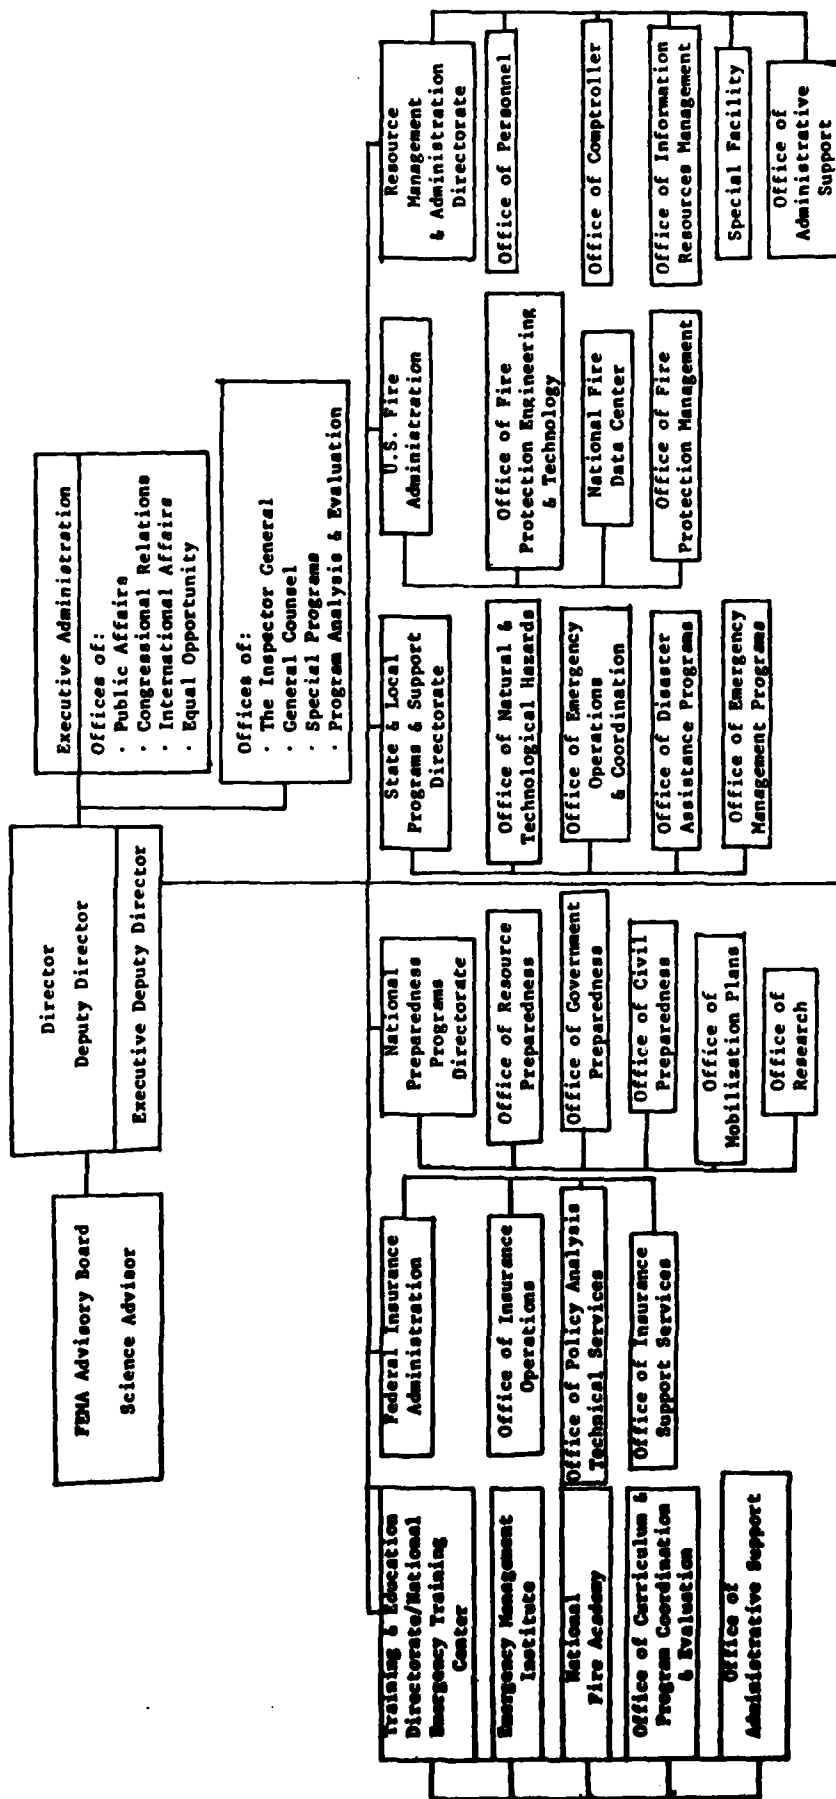 Director
Deputy Director
Executive Deputy Director
FEMA Advisory Board
Science Advisor
Executive Administration
Offices of:
· Public Affairs
· Congressional Relations
· International Affairs
· Equal Opportunity
Offices of:
· The Inspector General
· General Counsel
· Special Programs
· Program Analysis & Evaluation
Training & Education
Directorate/National
Emergency Training
Center
Emergency Management
Institute
National
Fire Academy
Office of Curriculum &
Program Coordination
& Evaluation
Office of
Administrative Support
Federal Insurance
Administration
Office of Insurance
Operations
Office of Policy Analysis
Technical Services
Office of Insurance
Support Services
National
Preparedness
Programs
Directorate
Office of Resource
Preparedness
Office of Government
Preparedness
Office of Civil
Preparedness
Office of
Mobilization Plans
Office of
Research
State & Local
Programs & Support
Directorate
Office of Natural &
Technological Hazards
Office of Emergency
Operations
& Coordination
Office of Disaster
Assistance Programs
Office of Emergency
Management Programs
U.S. Fire
Administration
Office of Fire
Protection Engineering
& Technology
National Fire
Data Center
Office of Fire
Protection Management
Resource
Management
& Administration
Directorate
Office of Personnel
Office of Comptroller
Office of Information
Resources Management
Special Facility
Office of
Administrative
Support